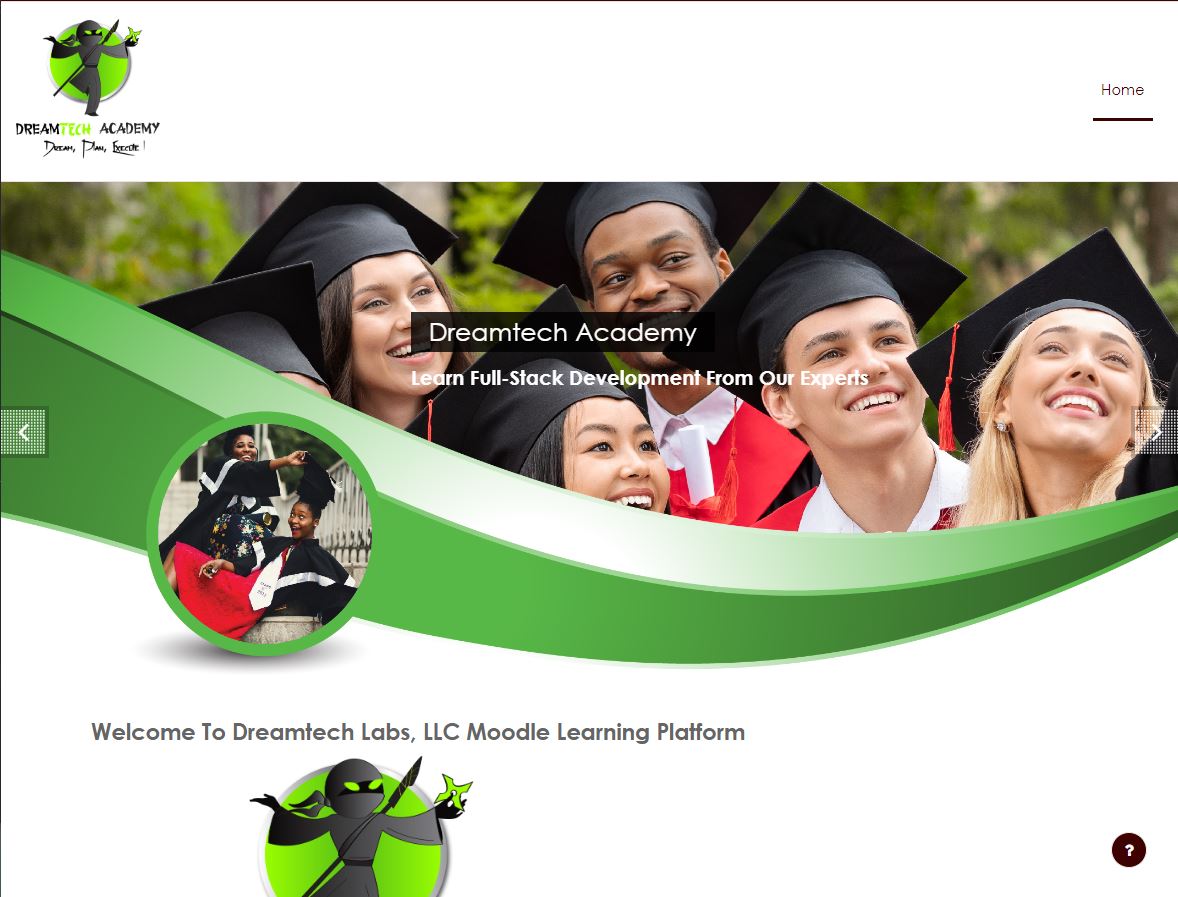 DREAMTECH ACADEMY
Dream, Plan, Execute!
Home
Dreamtech Academy
Learn Full-Stack Development From Our Experts
Welcome To Dreamtech Labs, LLC Moodle Learning Platform
?